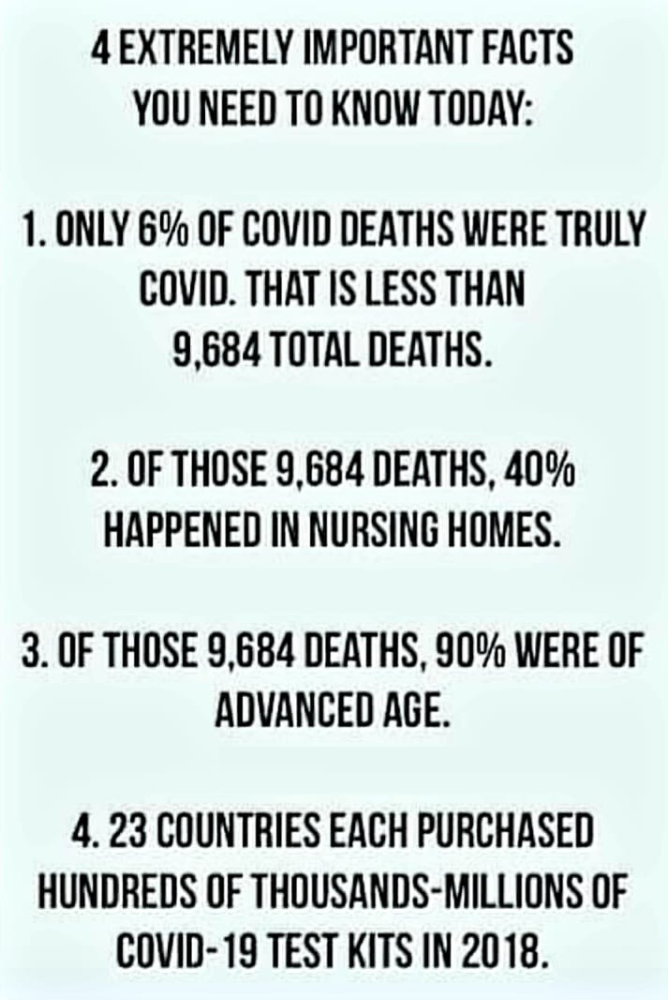 4 EXTREMELY IMPORTANT FACTS
YOU NEED TO KNOW TODAY:
1. ONLY 6% OF COVID DEATHS WERE TRULY
COVID. THAT IS LESS THAN
9,684 TOTAL DEATHS.
2. OF THOSE 9,684 DEATHS, 40%
HAPPENED IN NURSING HOMES.
3. OF THOSE 9,684 DEATHS, 90% WERE OF
ADVANCED AGE.
4. 23 COUNTRIES EACH PURCHASED
HUNDREDS OF THOUSANDS-MILLIONS OF
COVID-19 TEST KITS IN 2018.